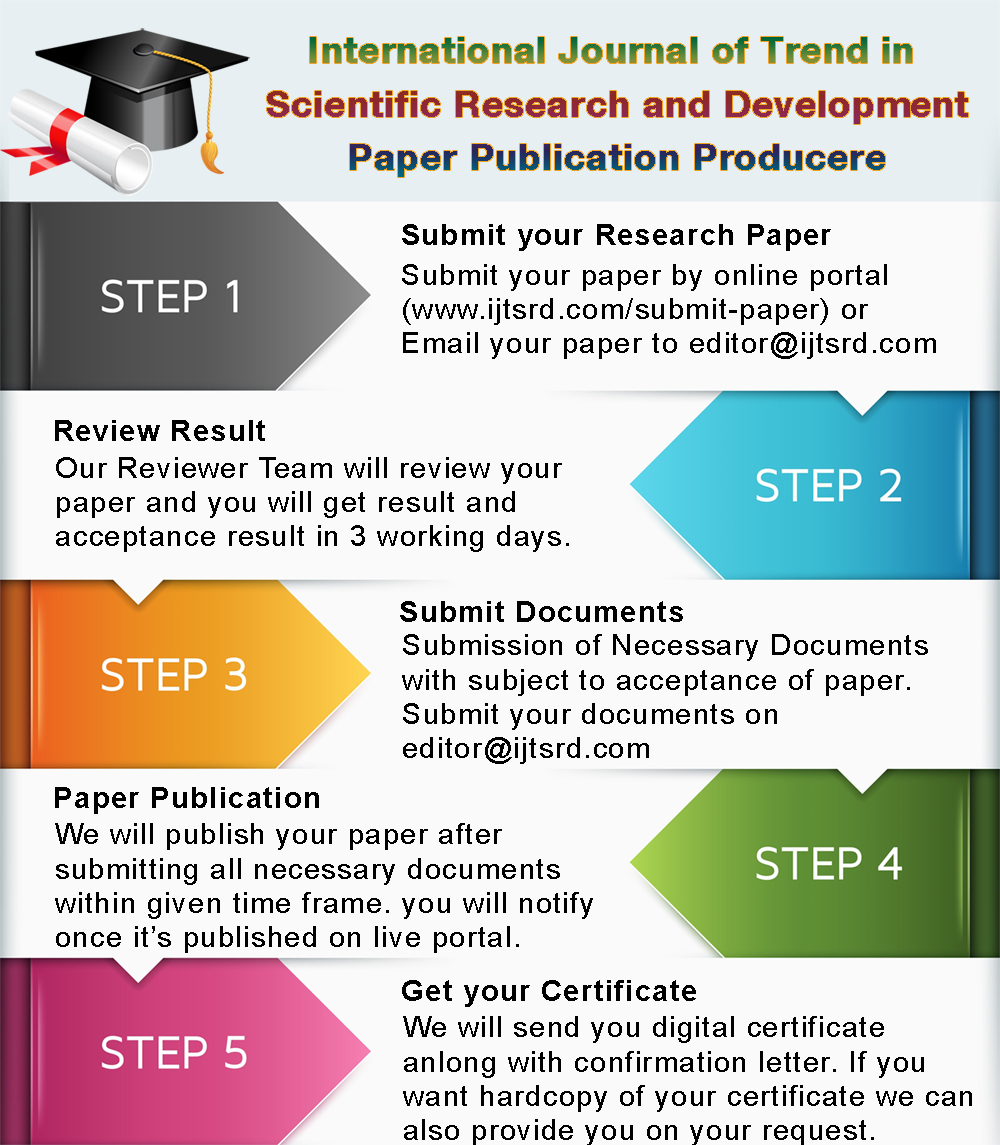 International Journal of Trend in
Scientific Research and Development
Paper Publication Producere
STEP 1
Submit your Research Paper
Submit your paper by online portal
(www.ijtsrd.com/submit-paper) or
Email your paper to editor@ijtsrd.com
STEP 2
Review Result
Our Reviewer Team will review your
paper and you will get result and
acceptance result in 3 working days.
STEP 3
Submit Documents
Submission of Necessary Documents
with subject to acceptance of paper.
Submit your documents on
editor@ijtsrd.com
STEP 4
Paper Publication
We will publish your paper after
submitting all necessary documents
within given time frame. you will notify
once it’s published on live portal.
STEP 5
Get your Certificate
We will send you digital certificate
anlong with confirmation letter. If you
want hardcopy of your certificate we can
also provide you on your request.